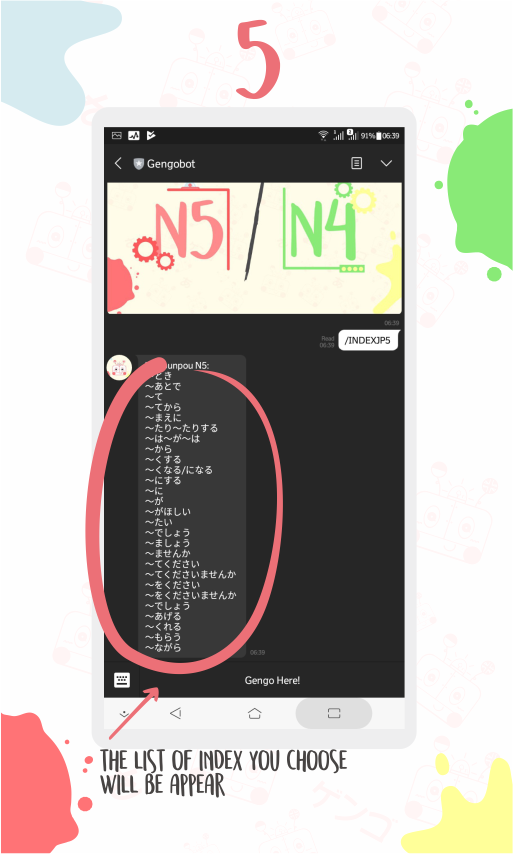 5
91% 06:39
Gengobot
N5 / N4
06:39
/INDEXJP5
Read
06:39
unpou N5:
～とき
～あとで
～て
～てから
～まえに
～たり～たりする
～は～が～は
～から
～くする
～くなる/になる
～にする
～に
～が
～がほしい
～たい
～でしょう
～ましょう
～ませんか
～てください
～てくださいませんか
～をください
～をくださいませんか
～でしょう
～あげる
～くれる
～もらう
～ながら
06:39
Gengo Here!
THE LIST OF INDEX YOU CHOOSE
WILL BE APPEAR
ゲンゴ